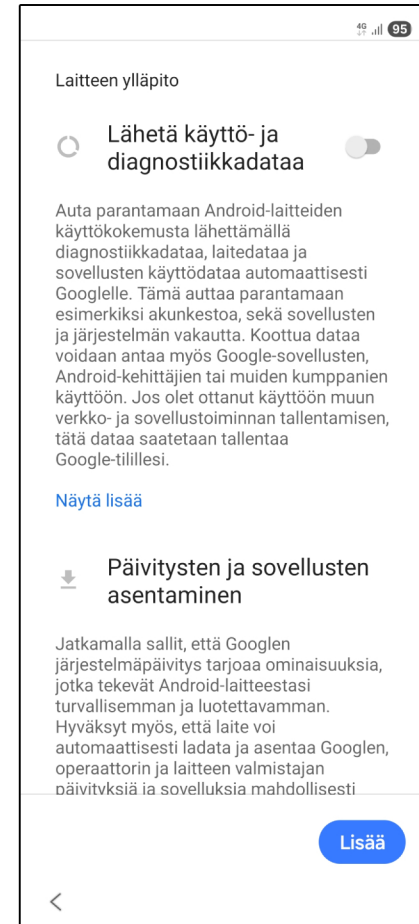 4G 95
Laitteen ylläpito
Lähetä käyttö- ja
diagnostiikkadataa
Auta parantamaan Android-laitteiden
käyttökokemusta lähettämällä
diagnostiikkadataa, laitedataa ja
sovellusten käyttödataa automaattisesti
Googlelle. Tämä auttaa parantamaan
esimerkiksi akunkestoa, sekä sovellusten
ja järjestelmän vakautta. Koottua dataa
voidaan antaa myös Google-sovellusten,
Android-kehittäjien tai muiden kumppanien
käyttöön. Jos olet ottanut käyttöön muun
verkko- ja sovellustoiminnan tallentamisen,
tätä dataa saatetaan tallentaa
Google-tilillesi.
Näytä lisää
Päivitysten ja sovellusten
asentaminen
Jatkamalla sallit, että Googlen
järjestelmäpäivitys tarjoaa ominaisuuksia,
jotka tekevät Android-laitteestasi
turvallisemman ja luotettavamman.
Hyväksyt myös, että laite voi
automaattisesti ladata ja asentaa Googlen,
operaattorin ja laitteen valmistajan
päivityksiä ja sovelluksia mahdollisesti
Lisää